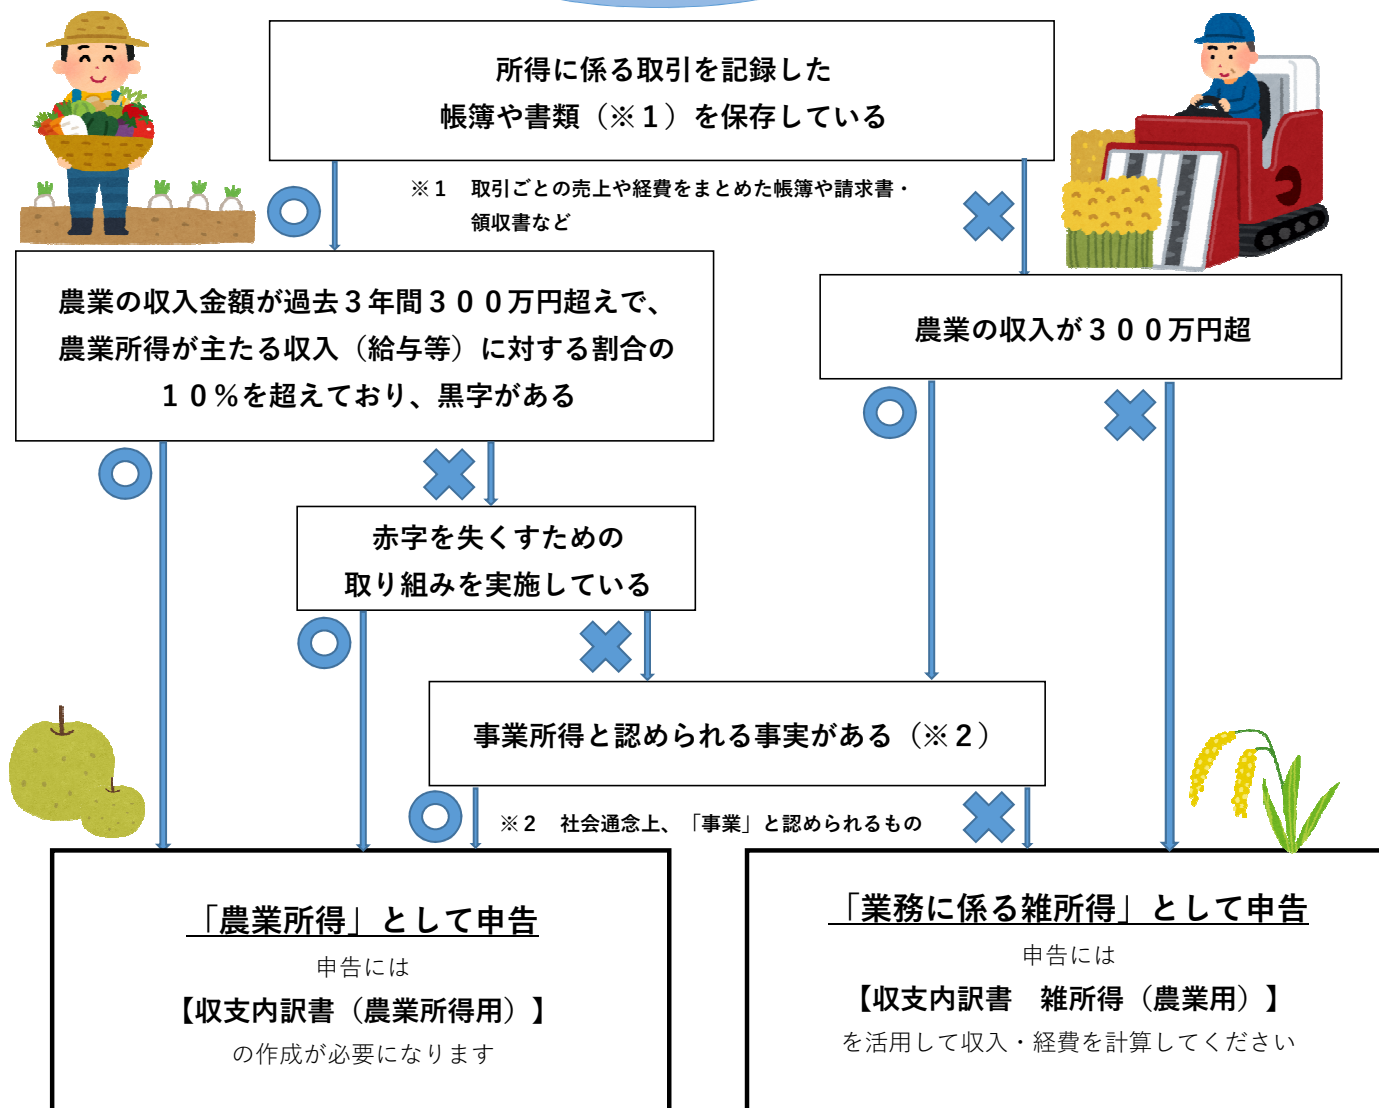 所得に係る取引を記録した
帳簿や書類（※１）を保存している
※１　取引ごとの売上や経費をまとめた帳簿や請求書・
領収書など
農業の収入金額が過去３年間３００万円超えで、
農業所得が主たる収入（給与等）に対する割合の
１０％を超えており、黒字がある
農業の収入が３００万円超
赤字を失くすための
取り組みを実施している
事業所得と認められる事実がある（※２）
※２　社会通念上、「事業」と認められるもの
「農業所得」として申告
申告には
【収支内訳書（農業所得用）】
の作成が必要になります
「業務に係る雑所得」として申告
申告には
【収支内訳書　雑所得（農業用）】
を活用して収入・経費を計算してください